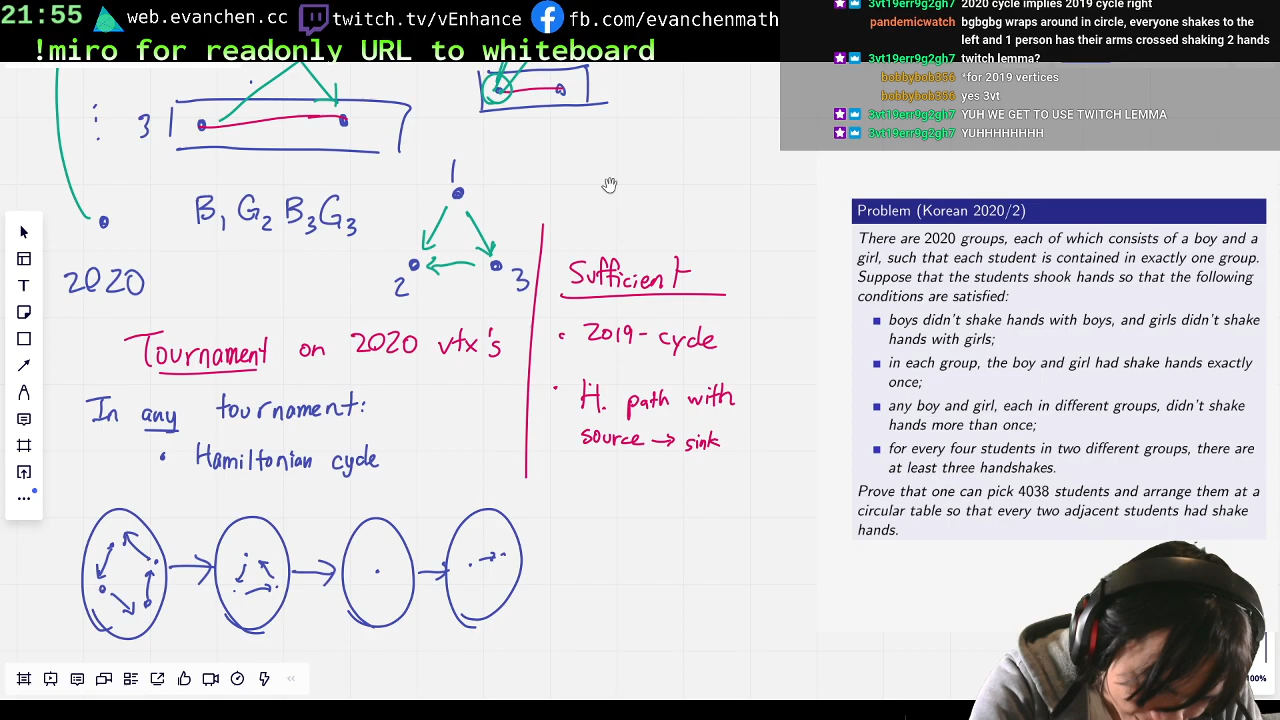 21:55 web.evanchen.cc twitch.tv/vEnhance fb.com/evanchenmath
!miro for readonly URL to whiteboard
3vt19err9g2gh7 2020 cycle implies 2019 cycle right
pandemicwatch bgbgbg wraps around in circle, everyone shakes to the
left and 1 person has their arms crossed shaking 2 hands
3vt19err9g2gh7 twitch lemma?
bobbybob356 *for 2019 vertices
bobbybob356 yes 3vt
3vt19err9g2gh7 YUH WE GET TO USE TWITCH LEMMA
3vt19err9g2gh7 YUHHHHHHHH
3
B1 G2 B3 G3
2020
1
2
3
Tournament on 2020 vtx's
In any tournament:
• Hamiltonian cycle
Sufficient
• 2019-cycle
• H. path with
source → sink
Problem (Korean 2020/2)
There are 2020 groups, each of which consists of a boy and a
girl, such that each student is contained in exactly one group.
Suppose that the students shook hands so that the following
conditions are satisfied:
boys didn't shake hands with boys, and girls didn't shake
hands with girls;
in each group, the boy and girl had shake hands exactly
once;
any boy and girl, each in different groups, didn't shake
hands more than once;
for every four students in two different groups, there are
at least three handshakes.
Prove that one can pick 4038 students and arrange them at a
circular table so that every two adjacent students had shake
hands.
100%